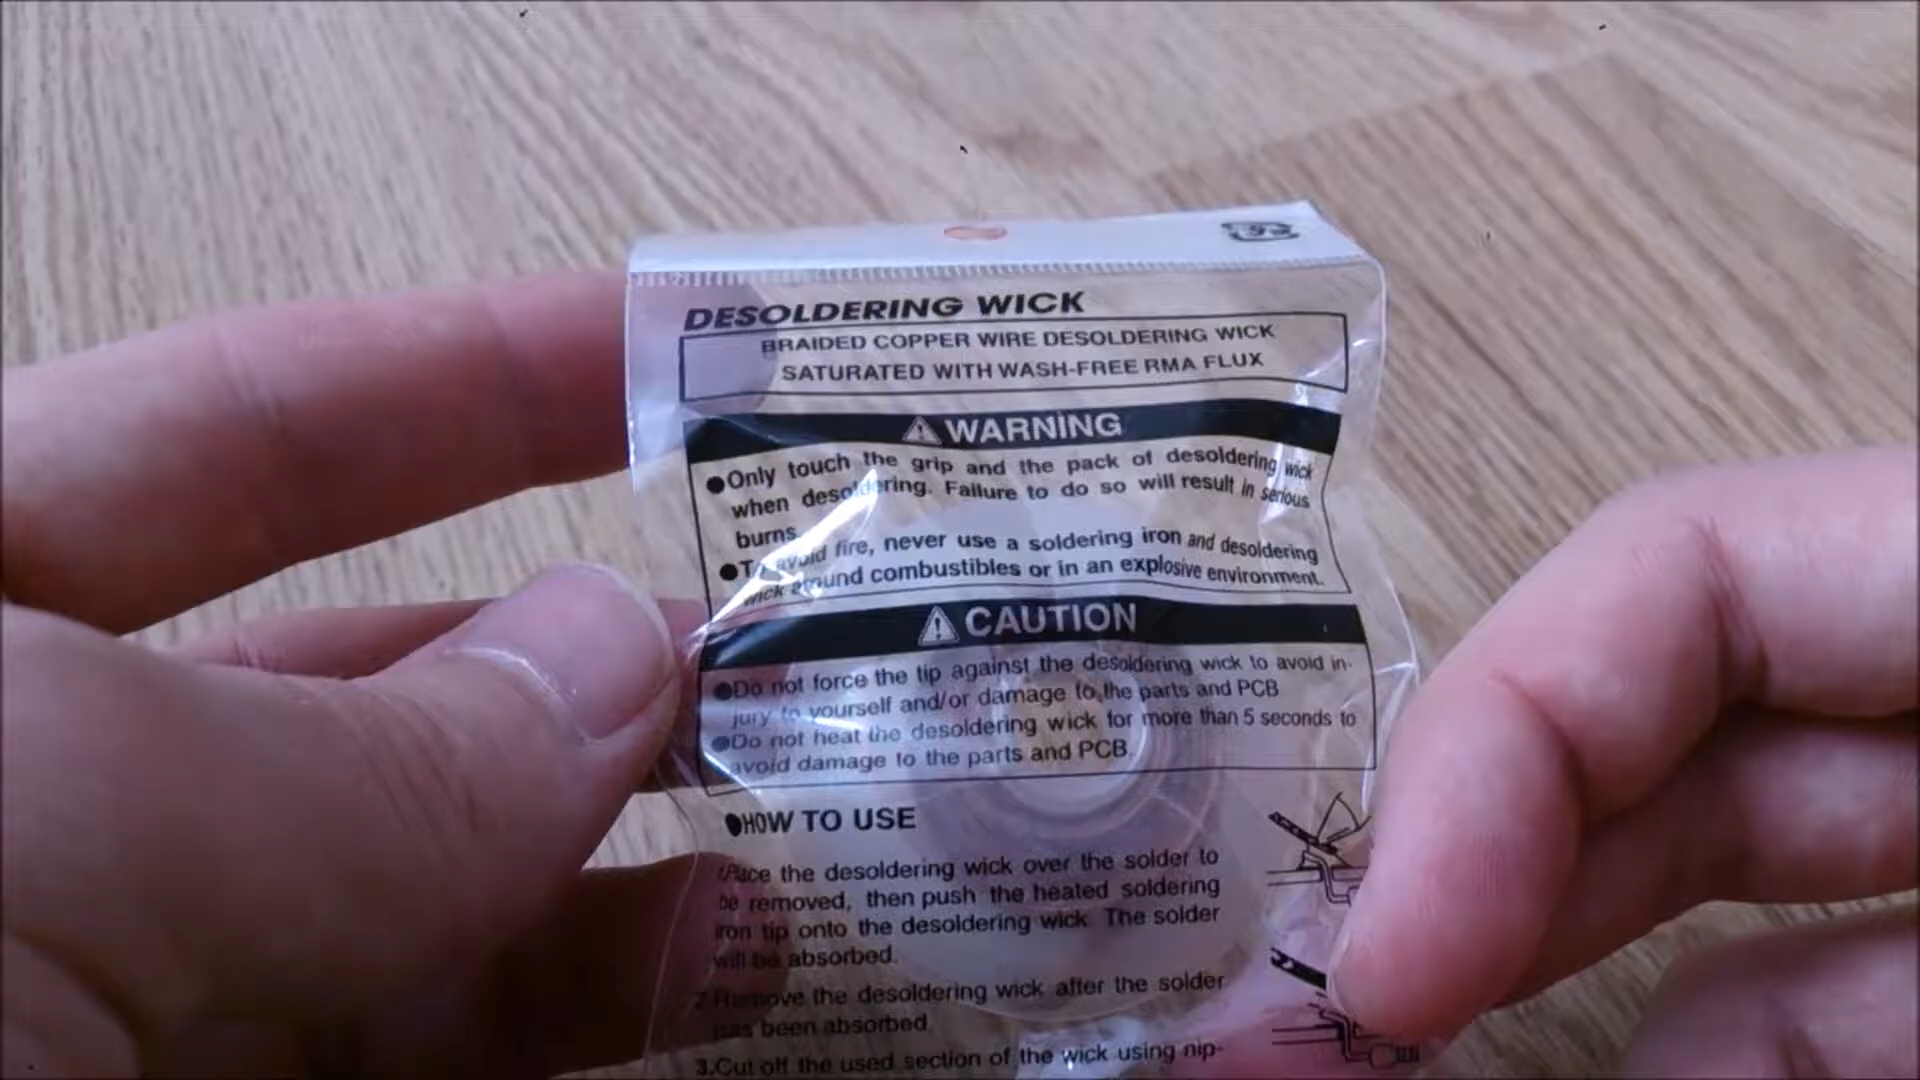 DESOLDERING WICK
BRAIDED COPPER WIRE DESOLDERING WICK
SATURATED WITH WASH-FREE RMA FLUX
WARNING
●Only touch the grip and the pack of desoldering wick
when desoldering. Failure to do so will result in serious
burns.
●To avoid fire, never use a soldering iron and desoldering
wick around combustibles or in an explosive environment.
CAUTION
●Do not force the tip against the desoldering wick to avoid in-
jury to yourself and/or damage to the parts and PCB
●Do not heat the desoldering wick for more than 5 seconds to
avoid damage to the parts and PCB.
●HOW TO USE
Place the desoldering wick over the solder to
be removed, then push the heated soldering
iron tip onto the desoldering wick. The solder
will be absorbed.
2.Remove the desoldering wick after the solder
has been absorbed.
3.Cut off the used section of the wick using nip-